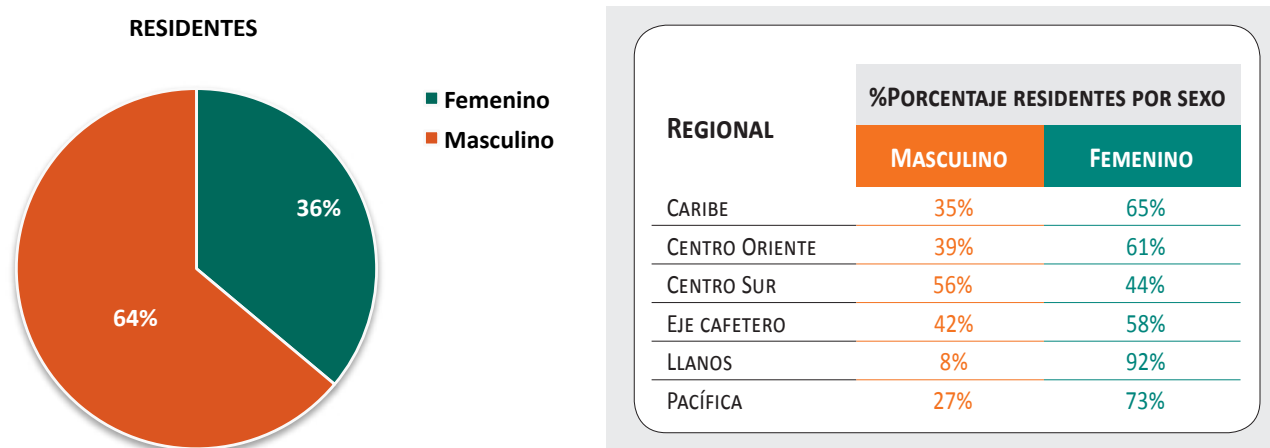 RESIDENTES
Femenino
Masculino
36%
64%
REGIONAL
%PORCENTAJE RESIDENTES POR SEXO
MASCULINO FEMENINO
CARIBE 35% 65%
CENTRO ORIENTE 39% 61%
CENTRO SUR 56% 44%
EJE CAFETERO 42% 58%
LLANOS 8% 92%
PACÍFICA 27% 73%